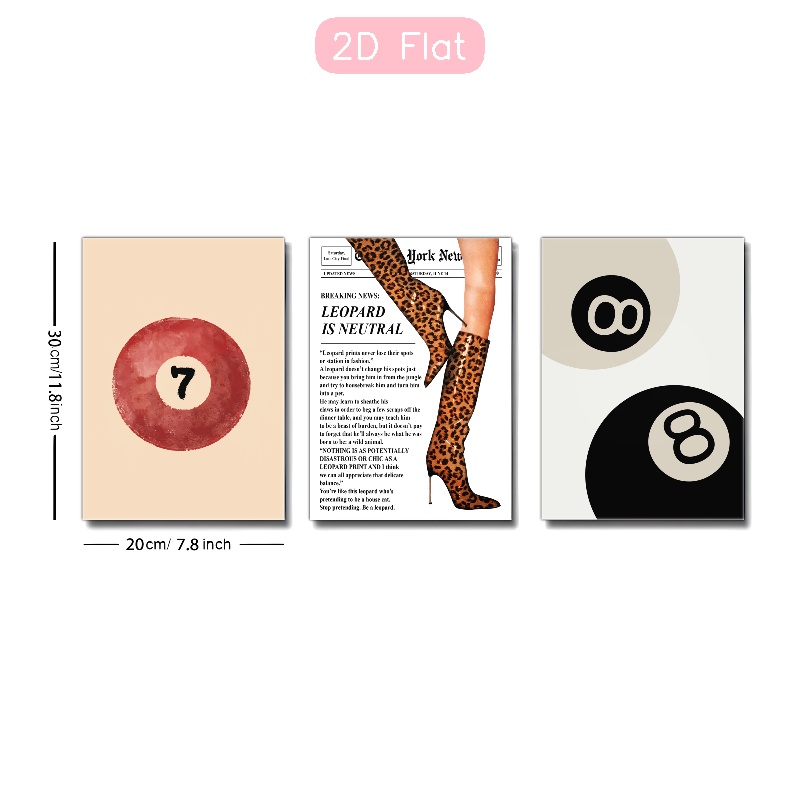 2D Flat
30cm/11.8inch
20cm/ 7.8 inch
7
Saturday,
York New
UPDATED NEWS
BREAKING NEWS:
LEOPARD
IS NEUTRAL
"Leopard prints never lose their spots
or station in fashion."
A leopard doesn't change his spots just
because you bring him in from the jungle
and try to housebreak him and turn him
into a pet.
He may learn to sheathe his
claws in order to beg a few scraps off the
dinner table, and you may teach him
to be a beast of burden, but it doesn't pay
to forget that he'll always be what he was
born to be: a wild animal.
"NOTHING IS AS POTENTIALLY
DISASTROUS OR CHIC AS A
LEOPARD PRINT AND I think
we can all appreciate that delicate
balance."
You're like this leopard who's
pretending to be a house cat.
Stop pretending. Be a leopard.
8
8